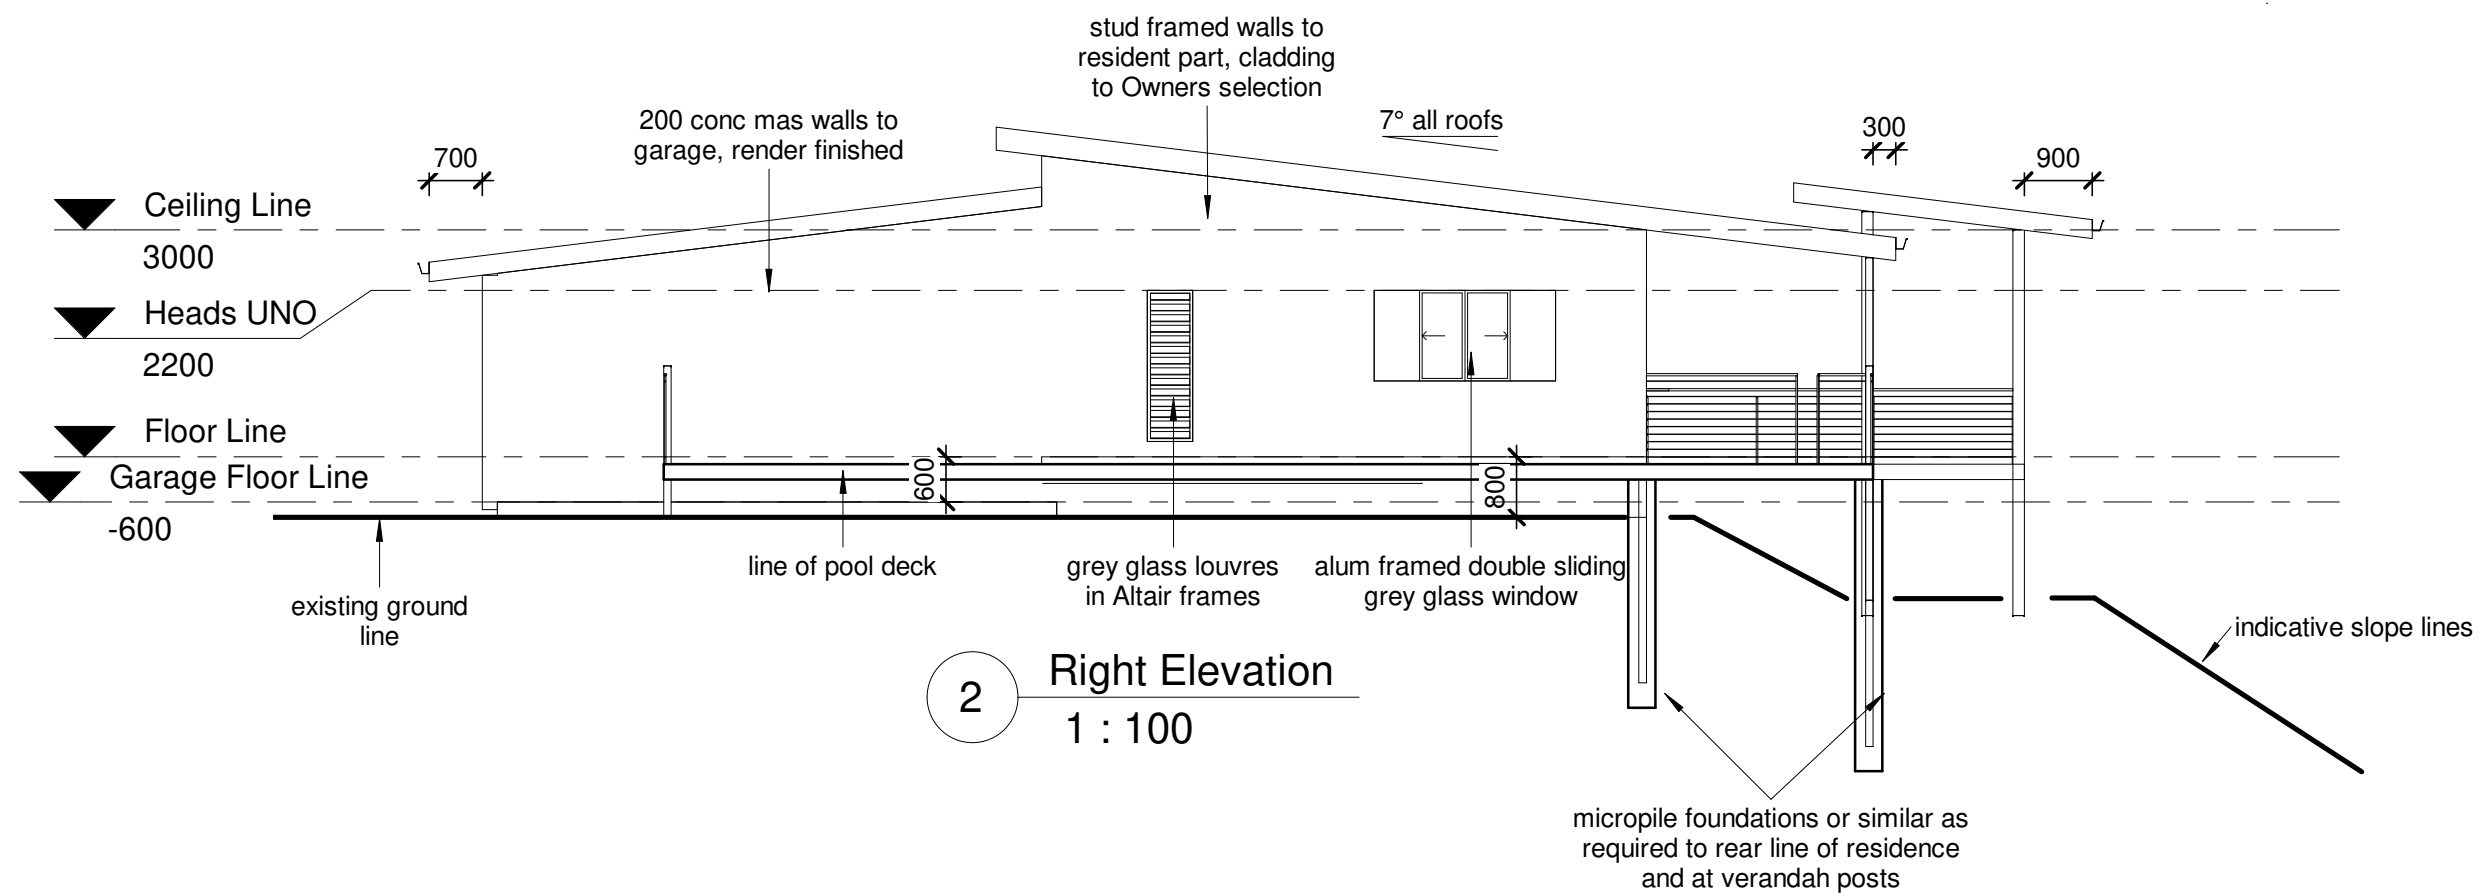 stud framed walls to
resident part, cladding
to Owners selection
200 conc mas walls to
garage, render finished
7° all roofs
300
700
900
Ceiling Line
3000
Heads UNO
2200
Floor Line
Garage Floor Line
-600
600
800
line of pool deck
grey glass louvres
in Altair frames
alum framed double sliding
grey glass window
existing ground
line
indicative slope lines
2
Right Elevation
1 : 100
micropile foundations or similar as
required to rear line of residence
and at verandah posts